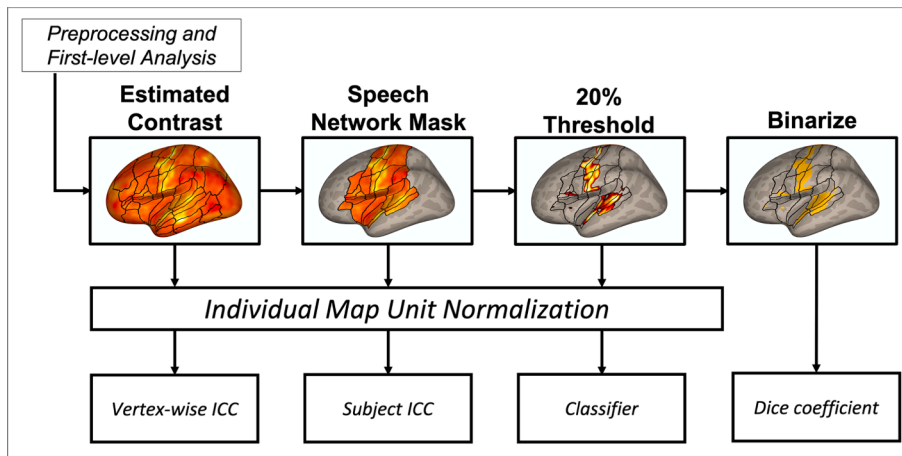 Preprocessing and
First-level Analysis
Estimated
Contrast
Speech
Network Mask
20%
Threshold
Binarize
Individual Map Unit Normalization
Vertex-wise ICC
Subject ICC
Classifier
Dice coefficient